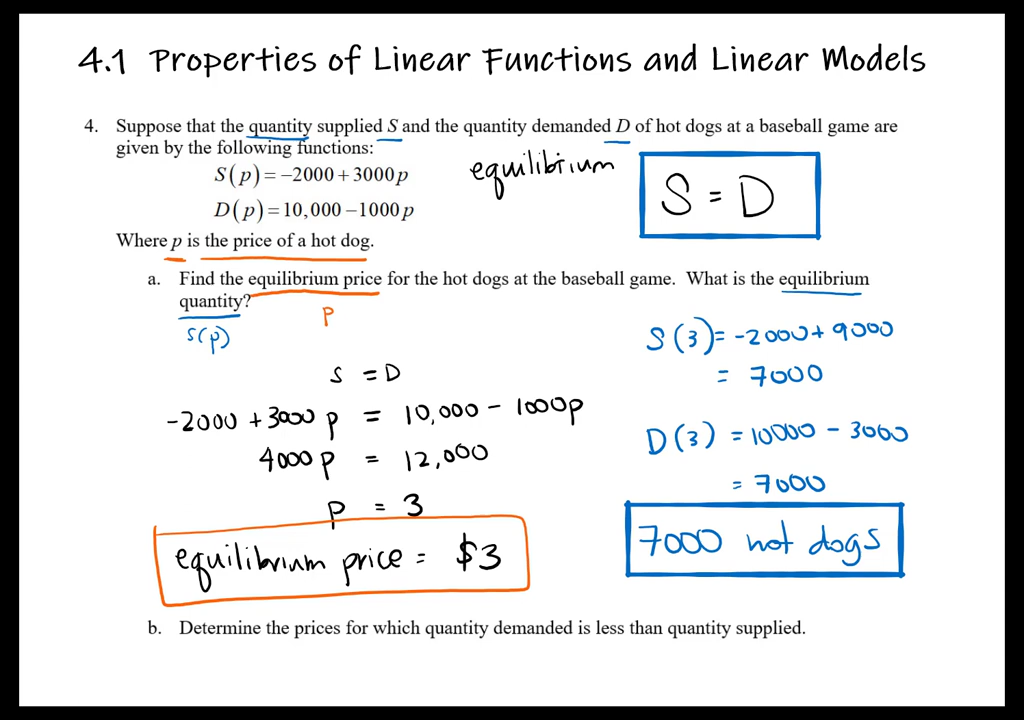 4.1 Properties of Linear Functions and Linear Models
4. Suppose that the quantity supplied S and the quantity demanded D of hot dogs at a baseball game are
given by the following functions:
S(p)=−2000+3000p
D(p)=10,000−1000p
equilibrium
S = D
Where p is the price of a hot dog.
a. Find the equilibrium price for the hot dogs at the baseball game. What is the equilibrium
quantity?
p
S(p)
S = D
-2000 + 3000 p = 10,000 - 1000p
4000 p = 12,000
p = 3
equilibrium price = $3
S(3) = -2000 + 9000
= 7000
D(3) = 10000 - 3000
= 7000
7000 hot dogs
b. Determine the prices for which quantity demanded is less than quantity supplied.